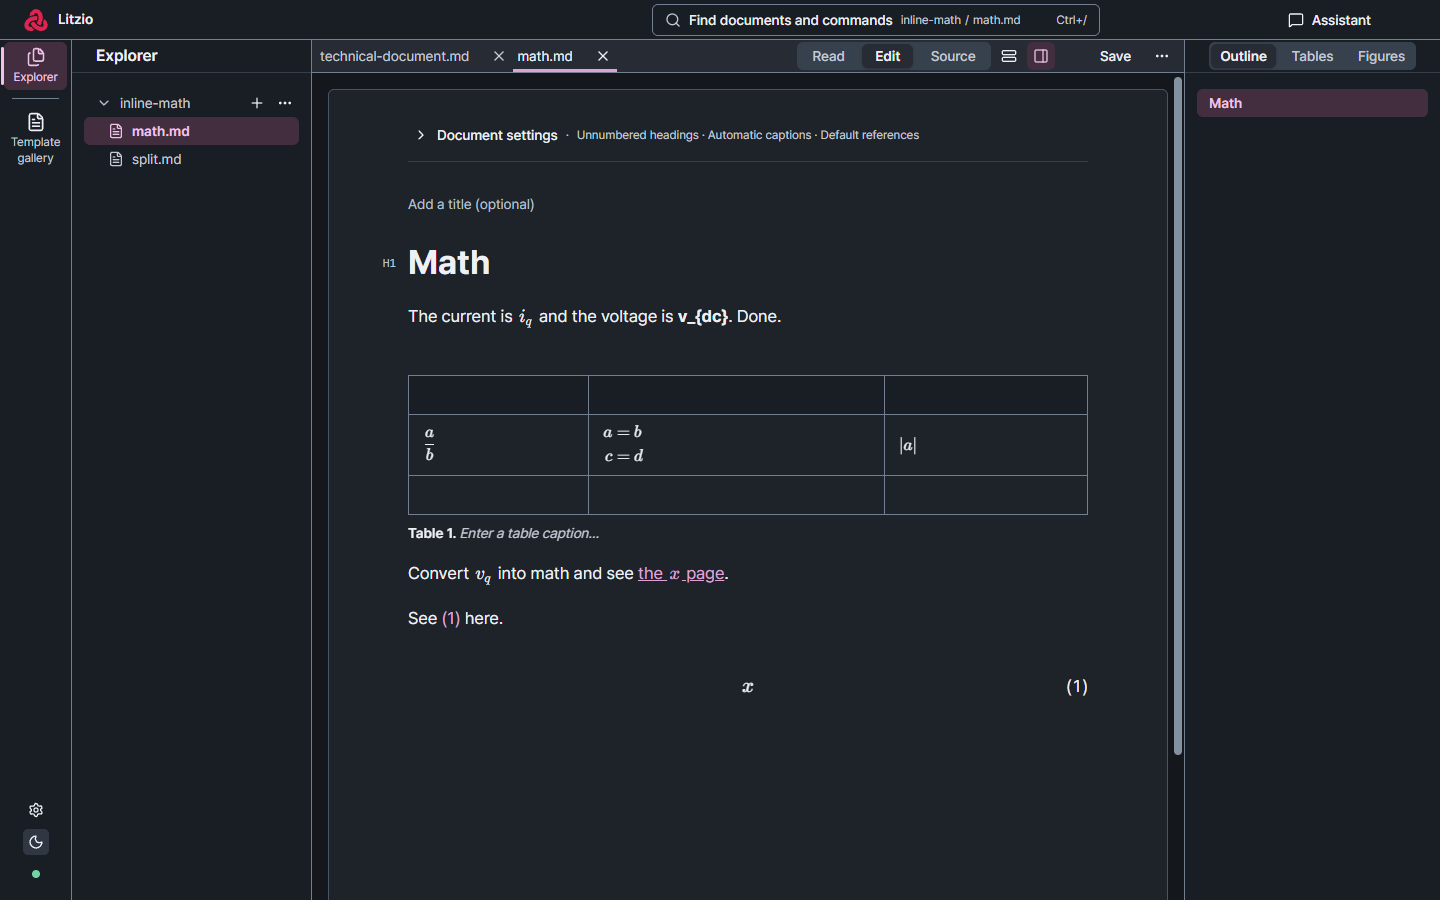 Litzio
Find documents and commands inline-math / math.md Ctrl+/
Assistant
Explorer
Template
gallery
Explorer
inline-math
math.md
split.md
technical-document.md
math.md
Read Edit Source
Save
Outline Tables Figures
Math
Document settings · Unnumbered headings · Automatic captions · Default references
Add a title (optional)
H1 Math
The current is i_q and the voltage is v_{dc}. Done.
a/b
a = b
c = d
|a|
Table 1. Enter a table caption...
Convert v_q into math and see the x page.
See (1) here.
x (1)